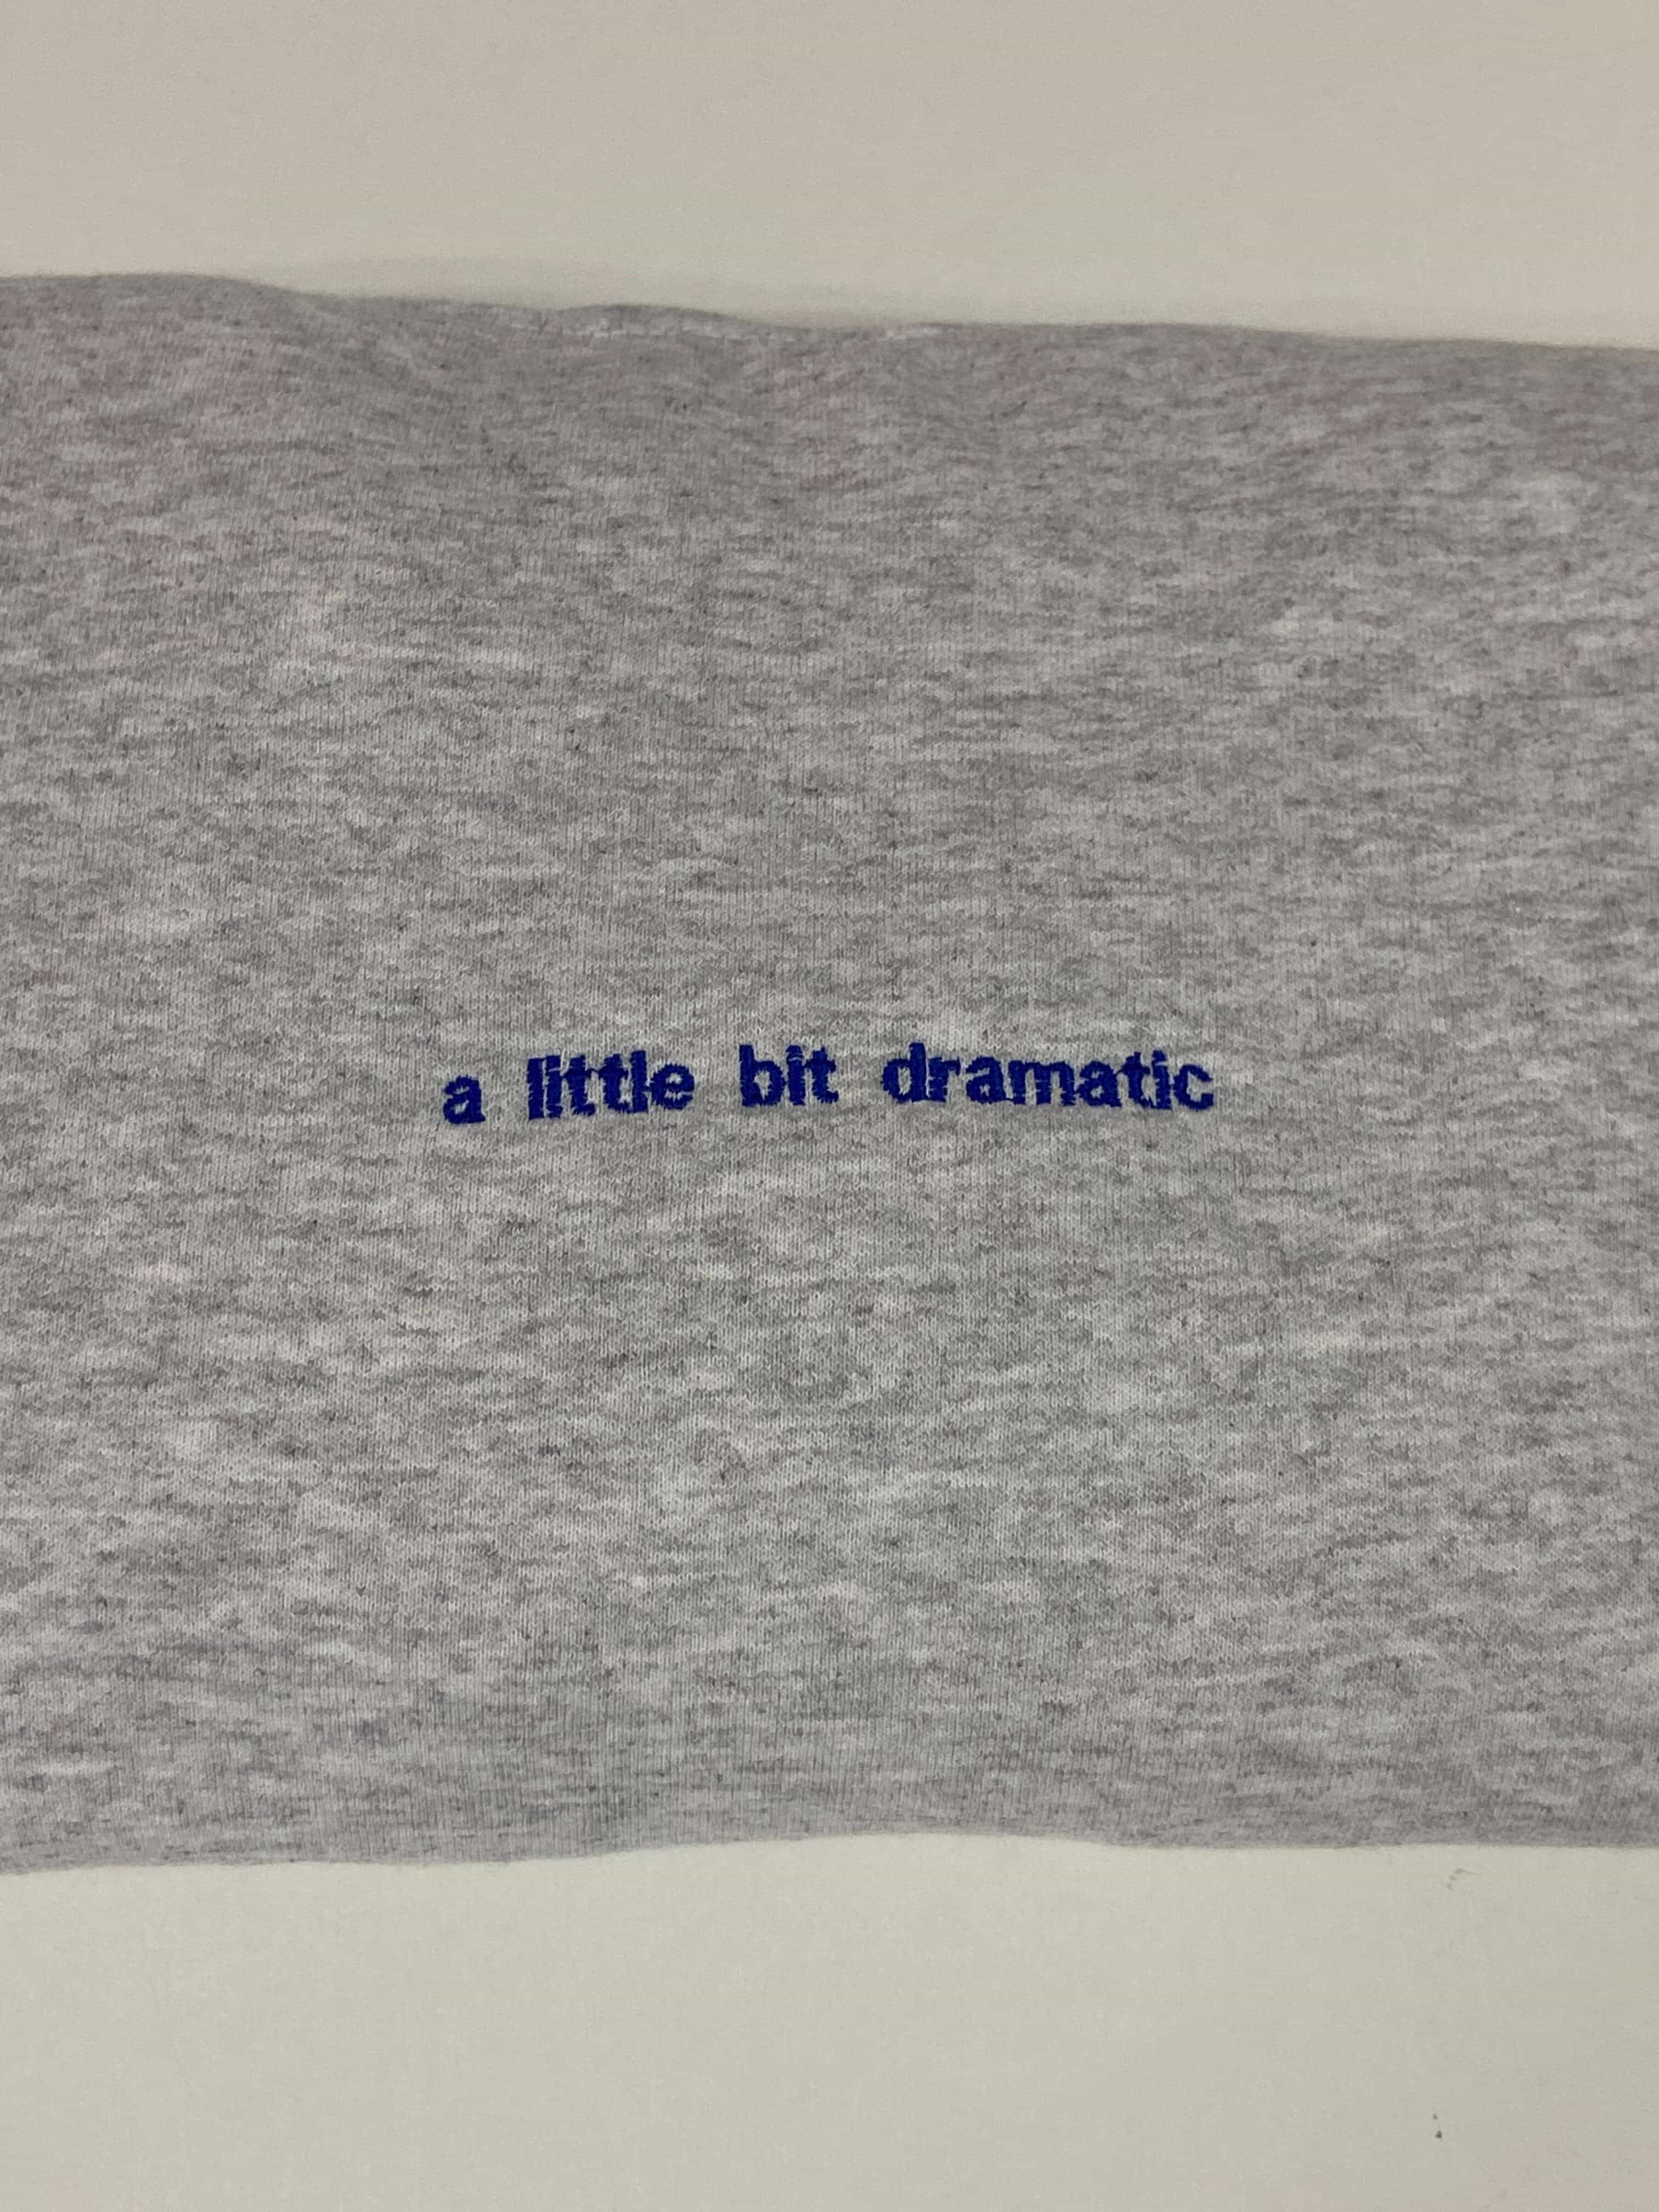 a little bit dramatic